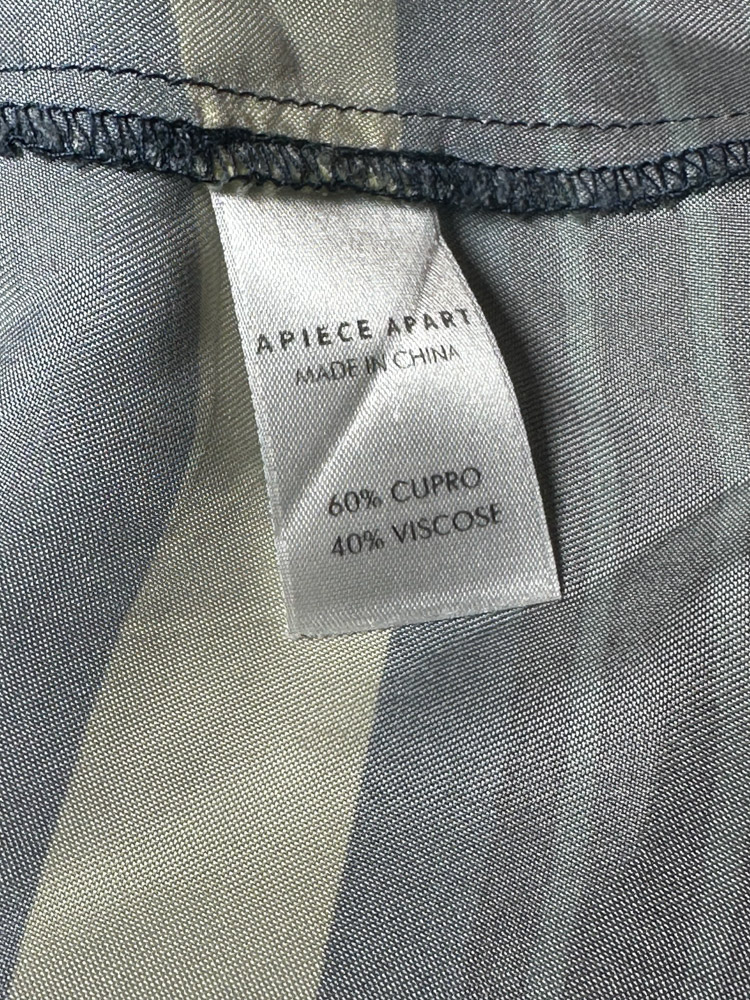 APIECE APART
MADE IN CHINA
60% CUPRO
40% VISCOSE